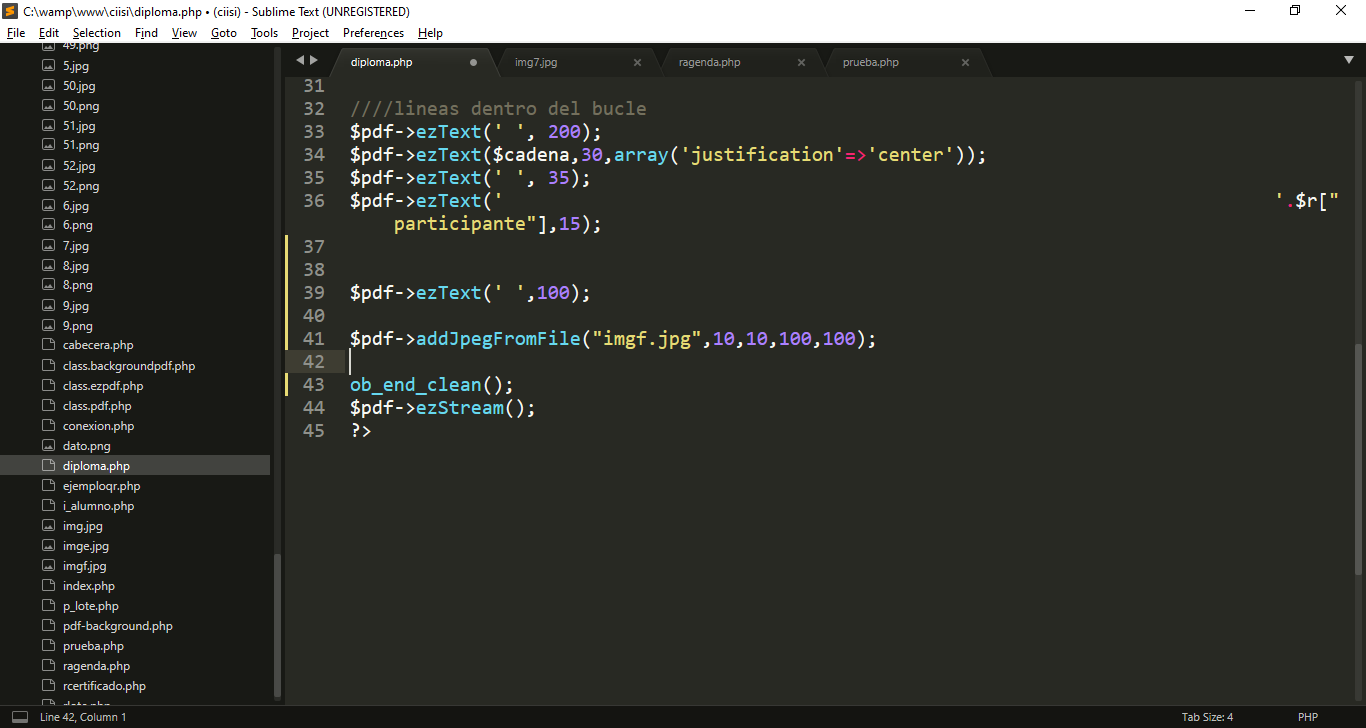 C:\wamp\www\ciisi\diploma.php • (ciisi) - Sublime Text (UNREGISTERED)
File Edit Selection Find View Goto Tools Project Preferences Help
49.png
5.jpg
50.jpg
50.png
51.jpg
51.png
52.jpg
52.png
6.jpg
6.png
7.jpg
8.jpg
8.png
9.jpg
9.png
cabecera.php
class.backgroundpdf.php
class.ezpdf.php
class.pdf.php
conexion.php
dato.png
diploma.php
ejemploqr.php
i_alumno.php
img.jpg
imge.jpg
imgf.jpg
index.php
p_lote.php
pdf-background.php
prueba.php
ragenda.php
rcertificado.php
diploma.php img7.jpg ragenda.php prueba.php
31
32 ////lineas dentro del bucle
33 $pdf->ezText(' ', 200);
34 $pdf->ezText($cadena,30,array('justification'=>'center'));
35 $pdf->ezText(' ', 35);
36 $pdf->ezText(' '.$r["
participante"],15);
37
38
39 $pdf->ezText(' ',100);
40
41 $pdf->addJpegFromFile("imgf.jpg",10,10,100,100);
42
43 ob_end_clean();
44 $pdf->ezStream();
45 ?>
Line 42, Column 1 Tab Size: 4 PHP